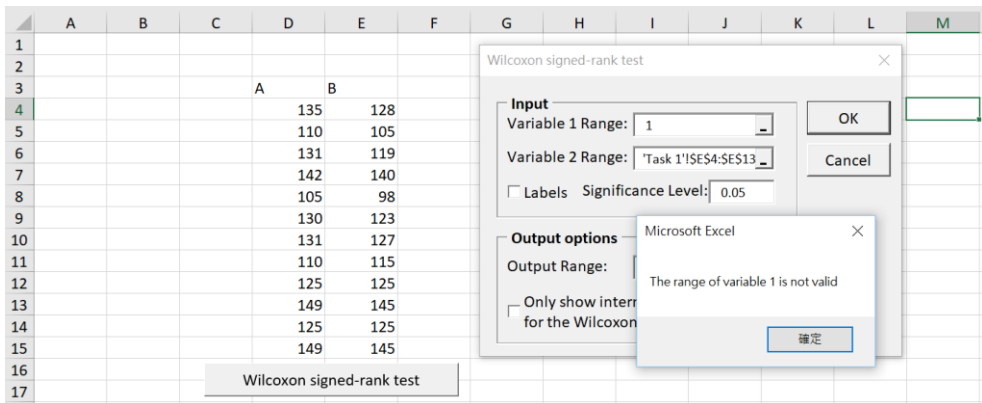 A B C D E F G H I J K L M
1
2 Wilcoxon signed-rank test
3 A B
4 135 128 Input OK
5 110 105 Variable 1 Range: 1
6 131 119 Variable 2 Range: 'Task 1'!$E$4:$E$13 Cancel
7 142 140
8 105 98 Labels Significance Level: 0.05
9 130 123 Microsoft Excel
10 131 127 Output options
11 110 115 Output Range: The range of variable 1 is not valid
12 125 125
13 149 145 Only show
14 125 125 for the Wilcoxon 確定
15 149 145
16 Wilcoxon signed-rank test
17